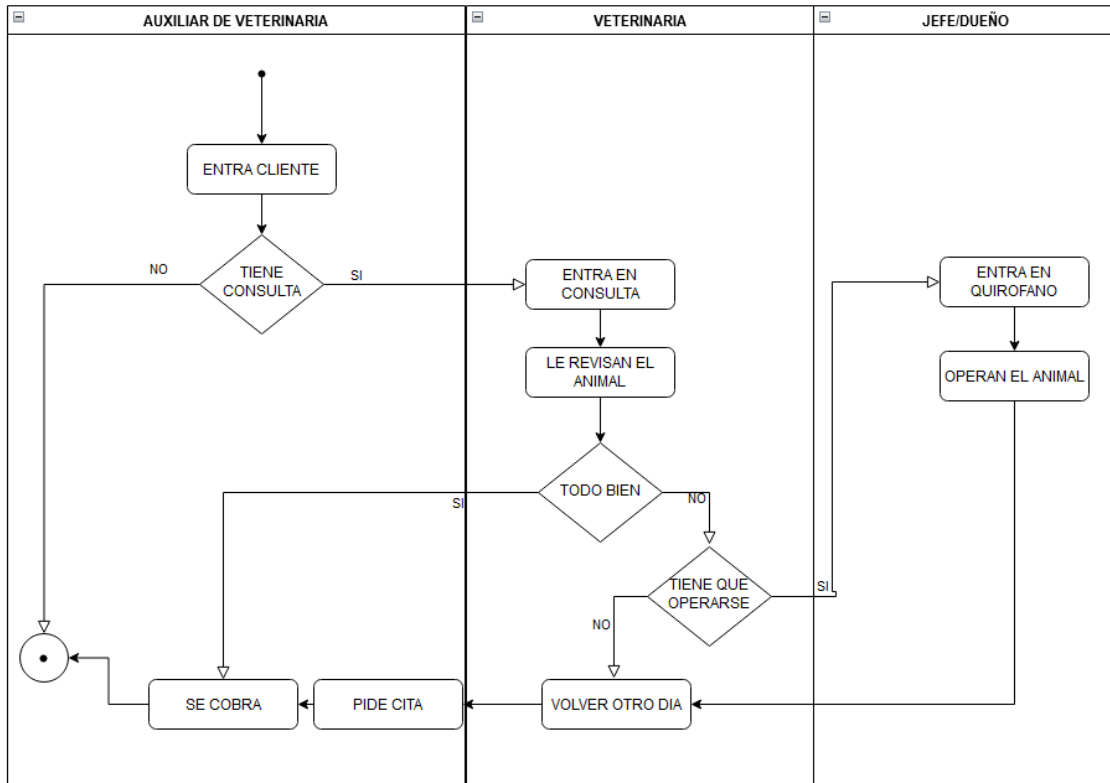 AUXILIAR DE VETERINARIA
VETERINARIA
JEFE/DUEÑO
ENTRA CLIENTE
TIENE
CONSULTA
NO
SI
ENTRA EN
CONSULTA
LE REVISAN EL
ANIMAL
TODO BIEN
SI
NO
TIENE QUE
OPERARSE
NO
SI
ENTRA EN
QUIROFANO
OPERAN EL ANIMAL
VOLVER OTRO DIA
PIDE CITA
SE COBRA